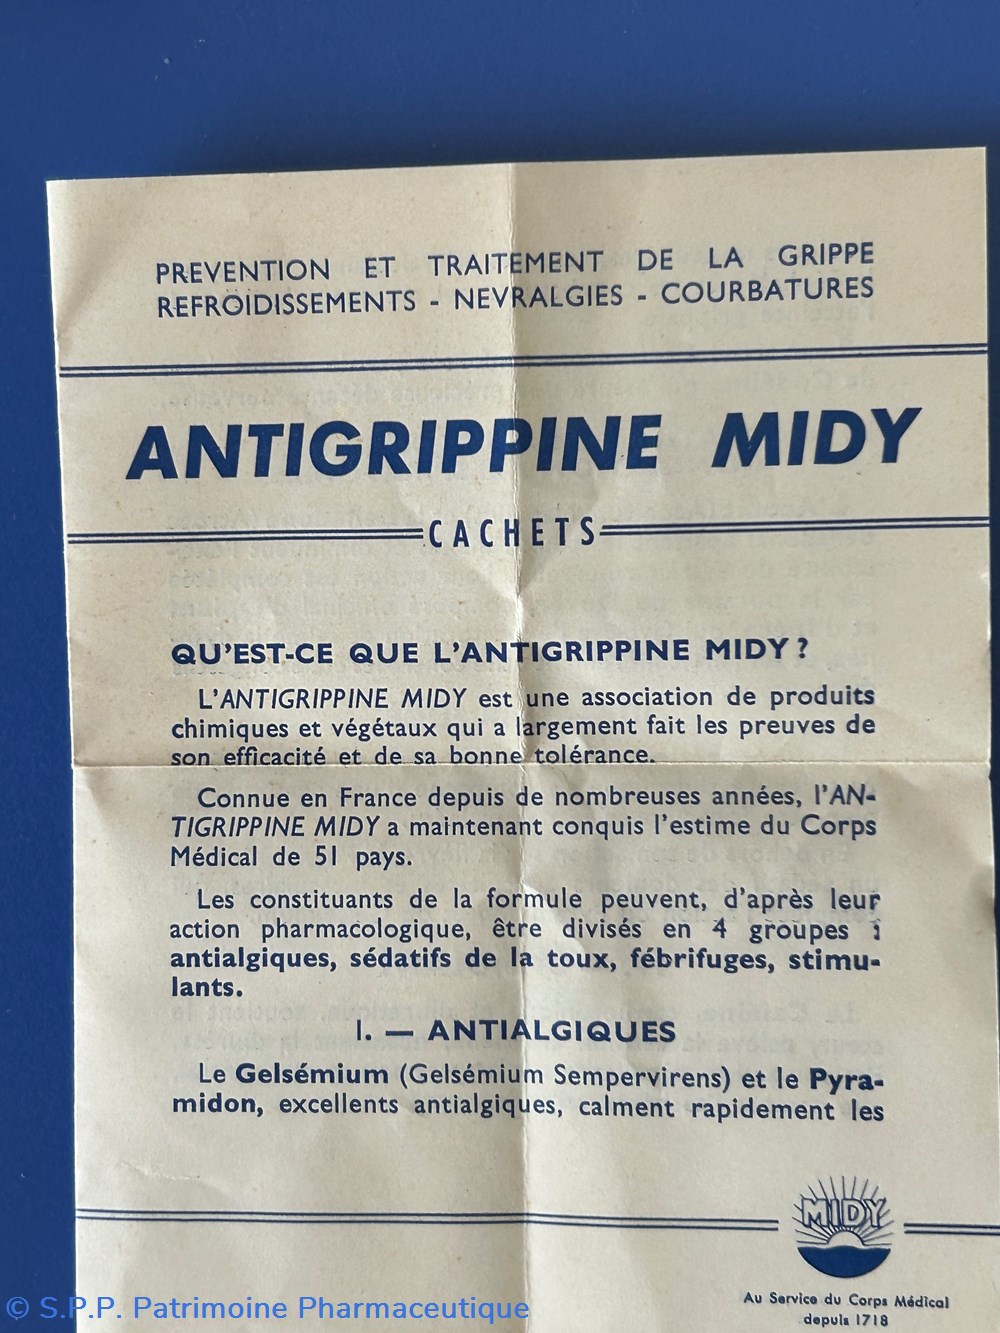 PREVENTION ET TRAITEMENT DE LA GRIPPE
REFROIDISSEMENTS - NEVRALGIES - COURBATURES
ANTIGRIPPINE MIDY
CACHETS
QU'EST-CE QUE L'ANTIGRIPPINE MIDY ?
L'ANTIGRIPPINE MIDY est une association de produits
chimiques et végétaux qui a largement fait les preuves de
son efficacité et de sa bonne tolérance.
Connue en France depuis de nombreuses années, l'AN-
TIGRIPPINE MIDY a maintenant conquis l'estime du Corps
Médical de 51 pays.
Les constituants de la formule peuvent, d'après leur
action pharmacologique, être divisés en 4 groupes :
antialgiques, sédatifs de la toux, fébrifuges, stimu-
lants.
I. — ANTIALGIQUES
Le Gelsémium (Gelsémium Sempervirens) et le Pyra-
midon, excellents antialgiques, calment rapidement les
MIDY
Au Service du Corps Médical
depuis 1718
© S.P.P. Patrimoine Pharmaceutique